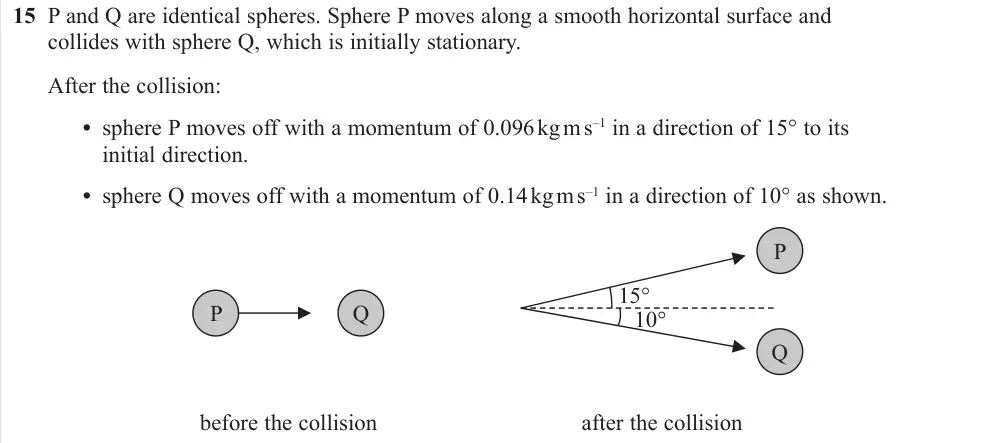 15 P and Q are identical spheres. Sphere P moves along a smooth horizontal surface and
collides with sphere Q, which is initially stationary.
After the collision:
• sphere P moves off with a momentum of 0.096 kg m s⁻¹ in a direction of 15° to its
initial direction.
• sphere Q moves off with a momentum of 0.14 kg m s⁻¹ in a direction of 10° as shown.
P
P Q
15°
10°
Q
before the collision
after the collision